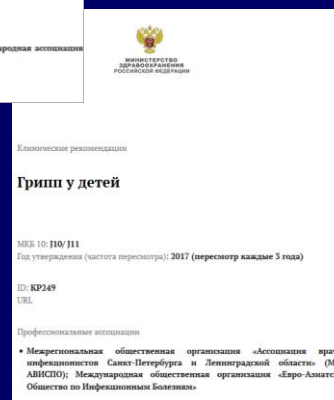 народная ассоциация
МИНИСТЕРСТВО
ЗДРАВООХРАНЕНИЯ
РОССИЙСКОЙ ФЕДЕРАЦИИ
Клинические рекомендации
Грипп у детей
МКБ 10: J10/ J11
Год утверждения (частота пересмотра): 2017 (пересмотр каждые 3 года)
ID: КР249
URL
Профессиональные ассоциации
• Межрегиональная общественная организация «Ассоциация вра
инфекционистов Санкт-Петербурга и Ленинградской области» (М
АВИСПО); Международная общественная организация «Евро-Азиатс
Общество по Инфекционным Болезням»